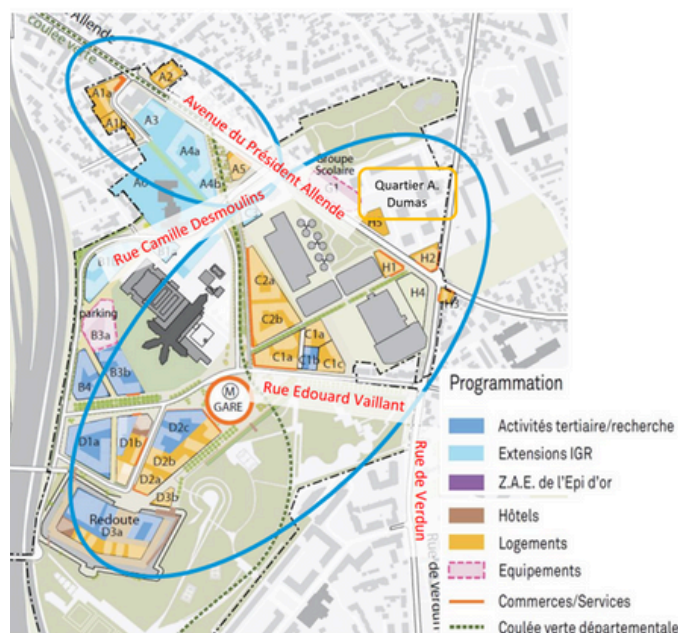 Allende
coulée verte
A2
A1a
A1b
A3
A4a
A4b
A5
A6
Avenue du Président Allende
Groupe
Scolaire
G1
Quartier A.
Dumas
Rue Camille Desmoulins
H5
H1
H2
H4
H3
C2a
C2b
C1a
C1a
C1b
C1c
parking
B3a
B3b
B4
M
GARE
Rue Edouard Vaillant
D1a
D1b
D2c
D2b
D2a
D3b
Redoute
D3a
Rue de Verdun
Rue de Verdun
Programmation
Activités tertiaire/recherche
Extensions IGR
Z.A.E. de l'Epi d'or
Hôtels
Logements
Equipements
Commerces/Services
Coulée verte départementale